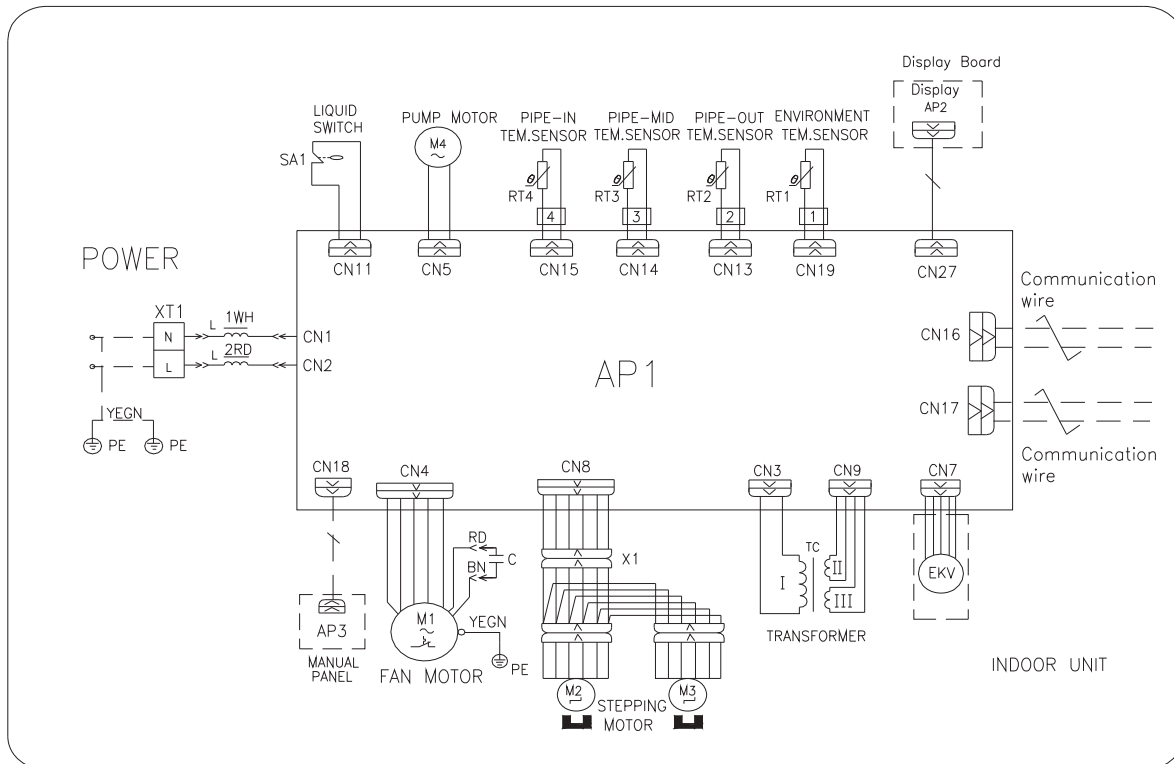 Display Board
Display
AP2
LIQUID
SWITCH
SA1
PUMP MOTOR
M4
PIPE-IN
TEM.SENSOR
RT4
4
PIPE-MID
TEM.SENSOR
RT3
3
PIPE-OUT
TEM.SENSOR
RT2
2
ENVIRONMENT
TEM.SENSOR
RT1
1
CN11
CN5
CN15
CN14
CN13
CN19
CN27
POWER
XT1
N
L
L
1WH
L
2RD
CN1
CN2
YEGN
PE
PE
AP1
Communication
wire
CN16
CN17
Communication
wire
CN18
CN4
CN8
CN3
CN9
CN7
RD
BN
C
X1
I
TC
II
III
TRANSFORMER
EKV
AP3
MANUAL
PANEL
M1
YEGN
PE
FAN MOTOR
M2
M3
STEPPING
MOTOR
INDOOR UNIT